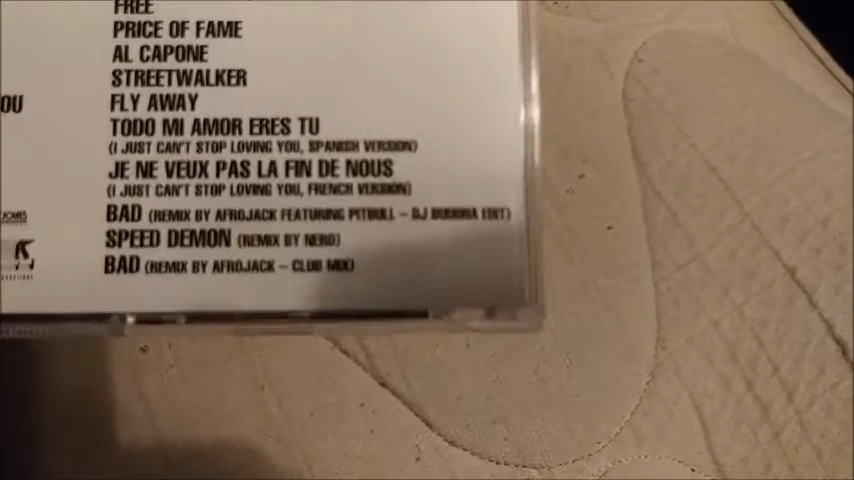 FREE
PRICE OF FAME
AL CAPONE
STREETWALKER
OU
FLY AWAY
TODO MI AMOR ERES TU
(I JUST CAN'T STOP LOVING YOU, SPANISH VERSION)
JE NE VEUX PAS LA FIN DE NOUS
(I JUST CAN'T STOP LOVING YOU, FRENCH VERSION)
JONES
BAD (REMIX BY AFROJACK FEATURING PITBULL – DJ BUDDHA EDIT)
SPEED DEMON (REMIX BY NERO)
BAD (REMIX BY AFROJACK – CLUB MIX)